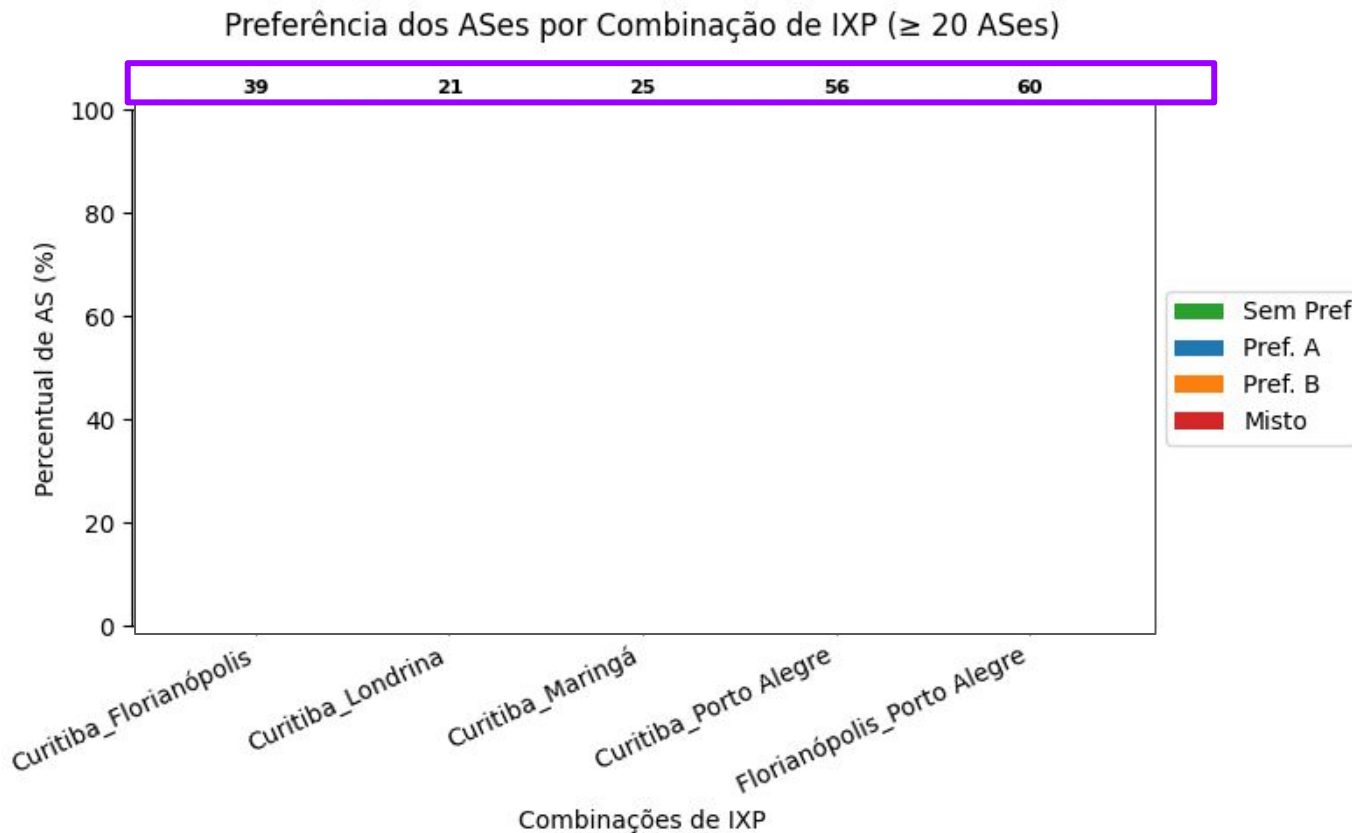 Preferência dos ASes por Combinação de IXP (≥ 20 ASes)
39 21 25 56 60
100
80
60
40
20
0
Percentual de AS (%)
Sem Pref
Pref. A
Pref. B
Misto
Curitiba_Florianópolis
Curitiba_Londrina
Curitiba_Maringá
Curitiba_Porto Alegre
Florianópolis_Porto Alegre
Combinações de IXP